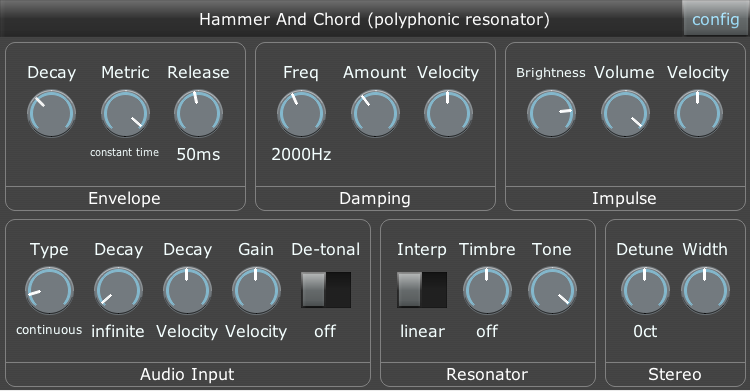 Hammer And Chord (polyphonic resonator)
config
Decay Metric Release
constant time 50ms
Envelope
Freq Amount Velocity
2000Hz
Damping
Brightness Volume Velocity
Impulse
Type Decay Decay Gain De-tonal
continuous infinite Velocity Velocity off
Audio Input
Interp Timbre Tone
linear off
Resonator
Detune Width
0ct
Stereo